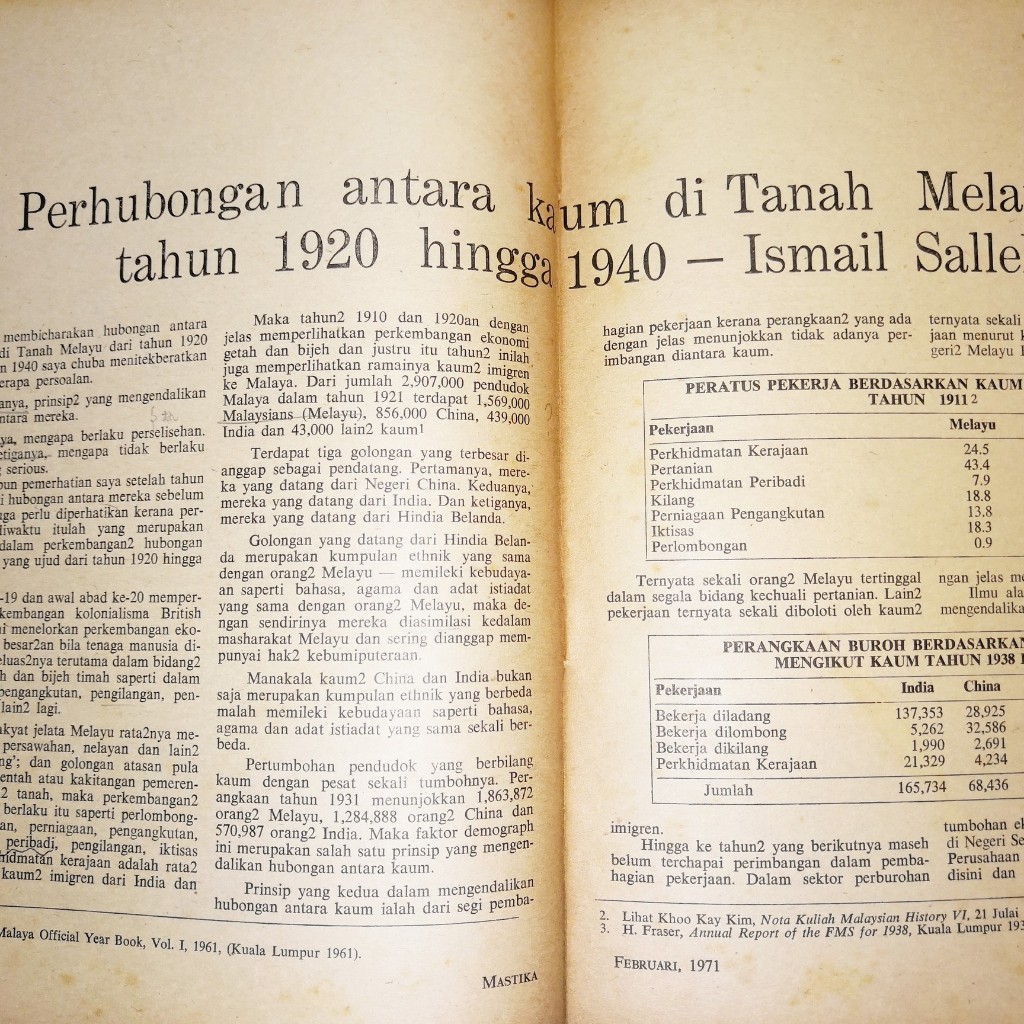 Perhubongan antara kaum di Tanah
tahun 1920 hingga 1940 — Ismail
membicharakan hubongan antara
di Tanah Melayu dari tahun 1920
1940 saya chuba menitekberatkan
persoalan.
prinsip2 yang mengendalikan
mereka.
mengapa berlaku perselisehan.
mengapa tidak berlaku
serious.
pemerhatian saya setelah tahun
hubongan antara mereka sebelum
perlu diperhatikan kerana per-
itulah yang merupakan
dalam perkembangan2 hubongan
yang ujud dari tahun 1920 hingga
-19 dan awal abad ke-20 memper-
kolonialisma British
menelorkan perkembangan eko-
besar2an bila tenaga manusia di-
terutama dalam bidang2
dan bijeh timah saperti dalam
pengangkutan, pengilangan, pen-
lain2 lagi.
jelata Melayu rata2nya me-
persawahan, nelayan dan lain2
dan golongan atasan pula
atau kakitangan pemeren-
tanah, maka perkembangan2
berlaku itu saperti perlombong-
perniagaan, pengangkutan,
peribadi, pengilangan, iktisas
kerajaan adalah rata2
kaum2 imigren dari India dan
Maka tahun2 1910 dan 1920an dengan
jelas memperlihatkan perkembangan ekonomi
getah dan bijeh dan justru itu tahun2 inilah
juga memperlihatkan ramainya kaum2 imigren
ke Malaya. Dari jumlah 2,907,000 pendudok
Malaya dalam tahun 1921 terdapat 1,569,000
Malaysians (Melayu), 856,000 China, 439,000
India dan 43,000 lain2 kaum1
Terdapat tiga golongan yang terbesar di-
anggap sebagai pendatang. Pertamanya, mere-
ka yang datang dari Negeri China. Keduanya,
mereka yang datang dari India. Dan ketiganya,
mereka yang datang dari Hindia Belanda.
Golongan yang datang dari Hindia Belan-
da merupakan kumpulan ethnik yang sama
dengan orang2 Melayu — memileki kebudaya-
an saperti bahasa, agama dan adat istiadat
yang sama dengan orang2 Melayu, maka de-
ngan sendirinya mereka diasimilasi kedalam
masharakat Melayu dan sering dianggap mem-
punyai hak2 kebumiputeraan.
Manakala kaum2 China dan India bukan
saja merupakan kumpulan ethnik yang berbeda
malah memileki kebudayaan saperti bahasa,
agama dan adat istiadat yang sama sekali ber-
beda.
Pertumbohan pendudok yang berbilang
kaum dengan pesat sekali tumbohnya. Per-
angkaan tahun 1931 menunjokkan 1,863,872
orang2 Melayu, 1,284,888 orang2 China dan
570,987 orang2 India. Maka faktor demograph
ini merupakan salah satu prinsip yang mengen-
dalikan hubongan antara kaum.
Prinsip yang kedua dalam mengendalikan
hubongan antara kaum ialah dari segi pemba-
Malaya Official Year Book, Vol. I, 1961, (Kuala Lumpur 1961).
MASTIKA
hagian pekerjaan kerana perangkaan2 yang ada
dengan jelas menunjokkan tidak adanya per-
imbangan diantara kaum.
PERATUS PEKERJA BERDASARKAN KAUM
TAHUN 1911 2
Pekerjaan Melayu
Perkhidmatan Kerajaan 24.5
Pertanian 43.4
Perkhidmatan Peribadi 7.9
Kilang 18.8
Perniagaan Pengangkutan 13.8
Iktisas 18.3
Perlombongan 0.9
Ternyata sekali orang2 Melayu tertinggal
dalam segala bidang kechuali pertanian. Lain2
pekerjaan ternyata sekali diboloti oleh kaum2
PERANGKAAN BUROH BERDASARKAN
MENGIKUT KAUM TAHUN 1938
Pekerjaan India China
Bekerja diladang 137,353 28,925
Bekerja dilombong 5,262 32,586
Bekerja dikilang 1,990 2,691
Perkhidmatan Kerajaan 21,329 4,234
Jumlah 165,734 68,436
imigren.
Hingga ke tahun2 yang berikutnya maseh
belum terchapai perimbangan dalam pemba-
hagian pekerjaan. Dalam sektor perburohan
ternyata sekali
jaan menurut
geri2 Melayu
ngan jelas
Ilmu
mengendalika
tumbohan
di Negeri
Perusahaan
disini dan
2. Lihat Khoo Kay Kim, Nota Kuliah Malaysian History VI, 21 Julai
3. H. Fraser, Annual Report of the FMS for 1938, Kuala Lumpur
FEBRUARI, 1971